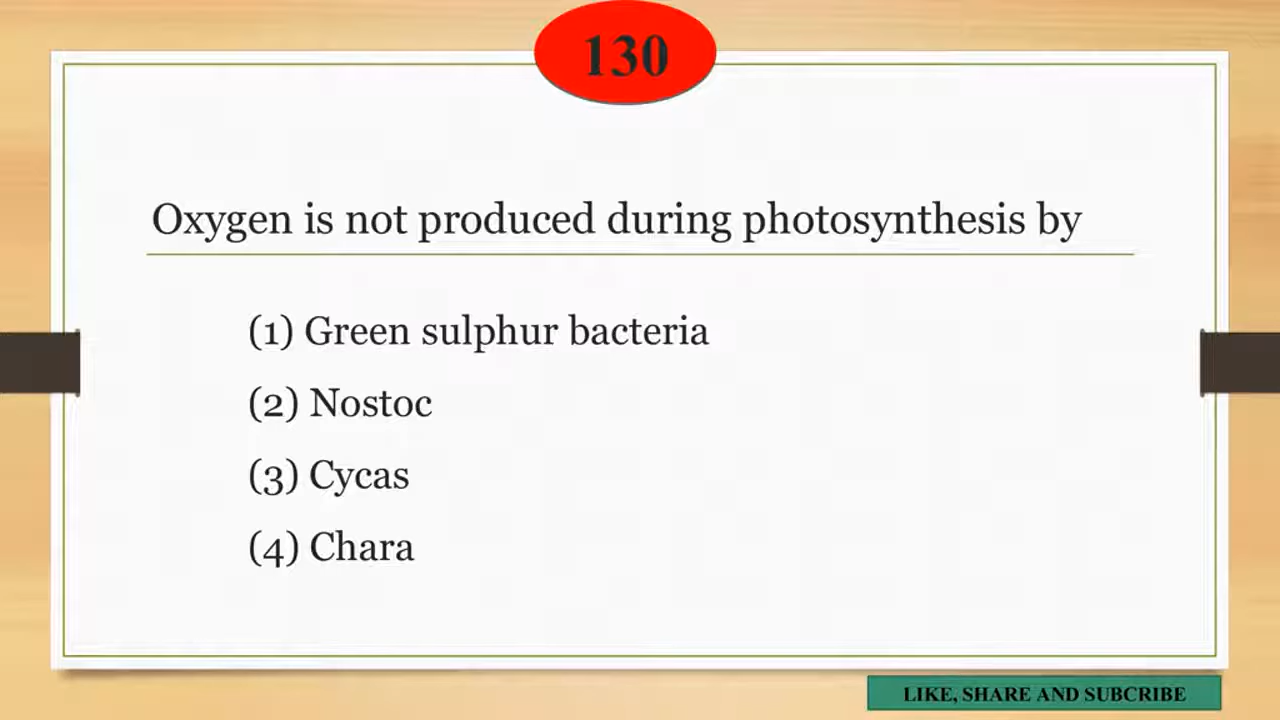 130
Oxygen is not produced during photosynthesis by
(1) Green sulphur bacteria
(2) Nostoc
(3) Cycas
(4) Chara
LIKE, SHARE AND SUBCRIBE